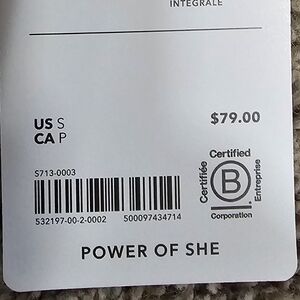 INTEGRALE
US S
CA P
$79.00
S713-0003
532197-00-2-0002 500097434714
Certified
Certifiée
B
Entreprise
Corporation
POWER OF SHE